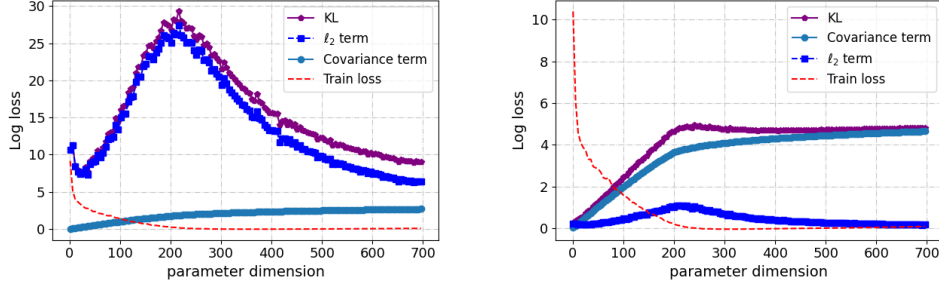 30
25
20
15
10
5
0
Log loss
KL
ℓ₂ term
Covariance term
Train loss
0 100 200 300 400 500 600 700
parameter dimension
10
8
6
4
2
0
Log loss
KL
Covariance term
ℓ₂ term
Train loss
0 100 200 300 400 500 600 700
parameter dimension